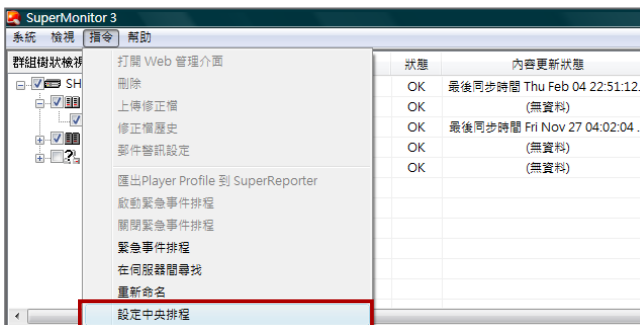 SuperMonitor 3
系統 檢視 指令 幫助
群組樹狀檢視
狀態
內容更新狀態
SH
打開 Web 管理介面
刪除
上傳修正檔
修正檔歷史
郵件警訊設定
匯出Player Profile 到 SuperReporter
啟動緊急事件排程
關閉緊急事件排程
緊急事件排程
在伺服器間尋找
重新命名
設定中央排程
OK 最後同步時間 Thu Feb 04 22:51:12.
OK (無資料)
OK 最後同步時間 Fri Nov 27 04:02:04 .
OK (無資料)
OK (無資料)